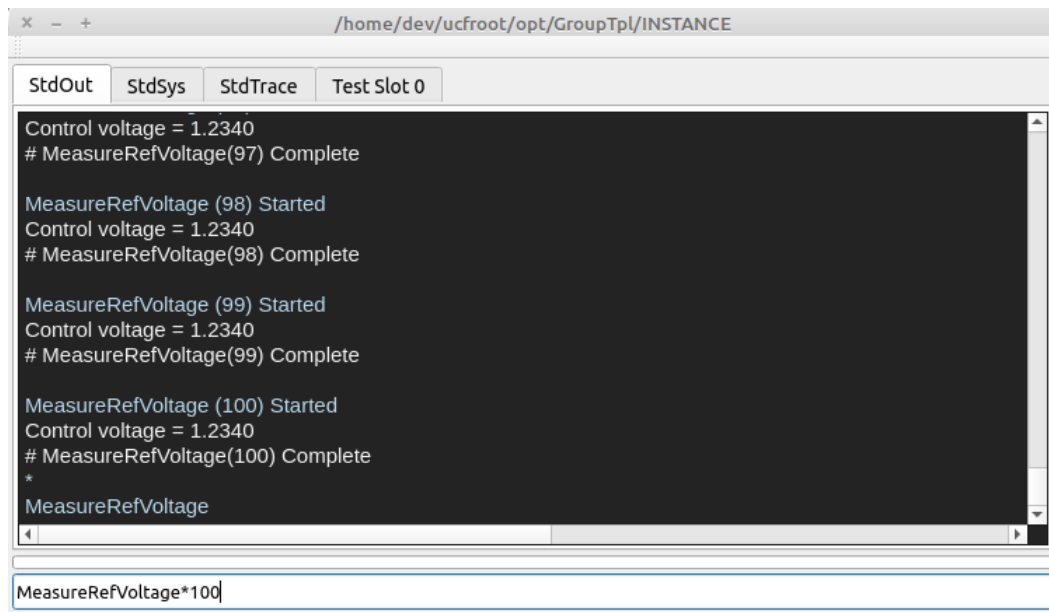 /home/dev/ucfroot/opt/GroupTpl/INSTANCE
StdOut StdSys StdTrace Test Slot 0
Control voltage = 1.2340
# MeasureRefVoltage(97) Complete
MeasureRefVoltage (98) Started
Control voltage = 1.2340
# MeasureRefVoltage(98) Complete
MeasureRefVoltage (99) Started
Control voltage = 1.2340
# MeasureRefVoltage(99) Complete
MeasureRefVoltage (100) Started
Control voltage = 1.2340
# MeasureRefVoltage(100) Complete
*
MeasureRefVoltage
MeasureRefVoltage*100